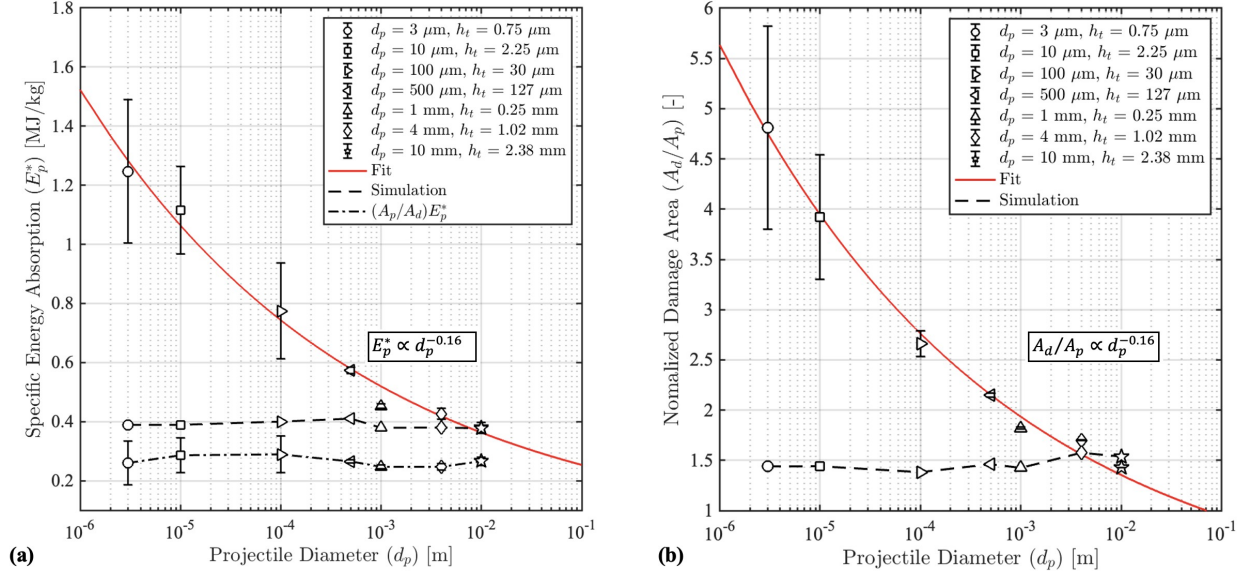 1.8
1.6
1.4
1.2
1
0.8
0.6
0.4
0.2
Specific Energy Absorption (E*p) [MJ/kg]
dp = 3 μm, ht = 0.75 μm
dp = 10 μm, ht = 2.25 μm
dp = 100 μm, ht = 30 μm
dp = 500 μm, ht = 127 μm
dp = 1 mm, ht = 0.25 mm
dp = 4 mm, ht = 1.02 mm
dp = 10 mm, ht = 2.38 mm
Fit
Simulation
(Ap/Ad)E*p
E*p ∝ dp^-0.16
10^-6 10^-5 10^-4 10^-3 10^-2 10^-1
(a) Projectile Diameter (dp) [m]
6
5.5
5
4.5
4
3.5
3
2.5
2
1.5
1
Nomalized Damage Area (Ad/Ap) [-]
dp = 3 μm, ht = 0.75 μm
dp = 10 μm, ht = 2.25 μm
dp = 100 μm, ht = 30 μm
dp = 500 μm, ht = 127 μm
dp = 1 mm, ht = 0.25 mm
dp = 4 mm, ht = 1.02 mm
dp = 10 mm, ht = 2.38 mm
Fit
Simulation
Ad/Ap ∝ dp^-0.16
10^-6 10^-5 10^-4 10^-3 10^-2 10^-1
(b) Projectile Diameter (dp) [m]